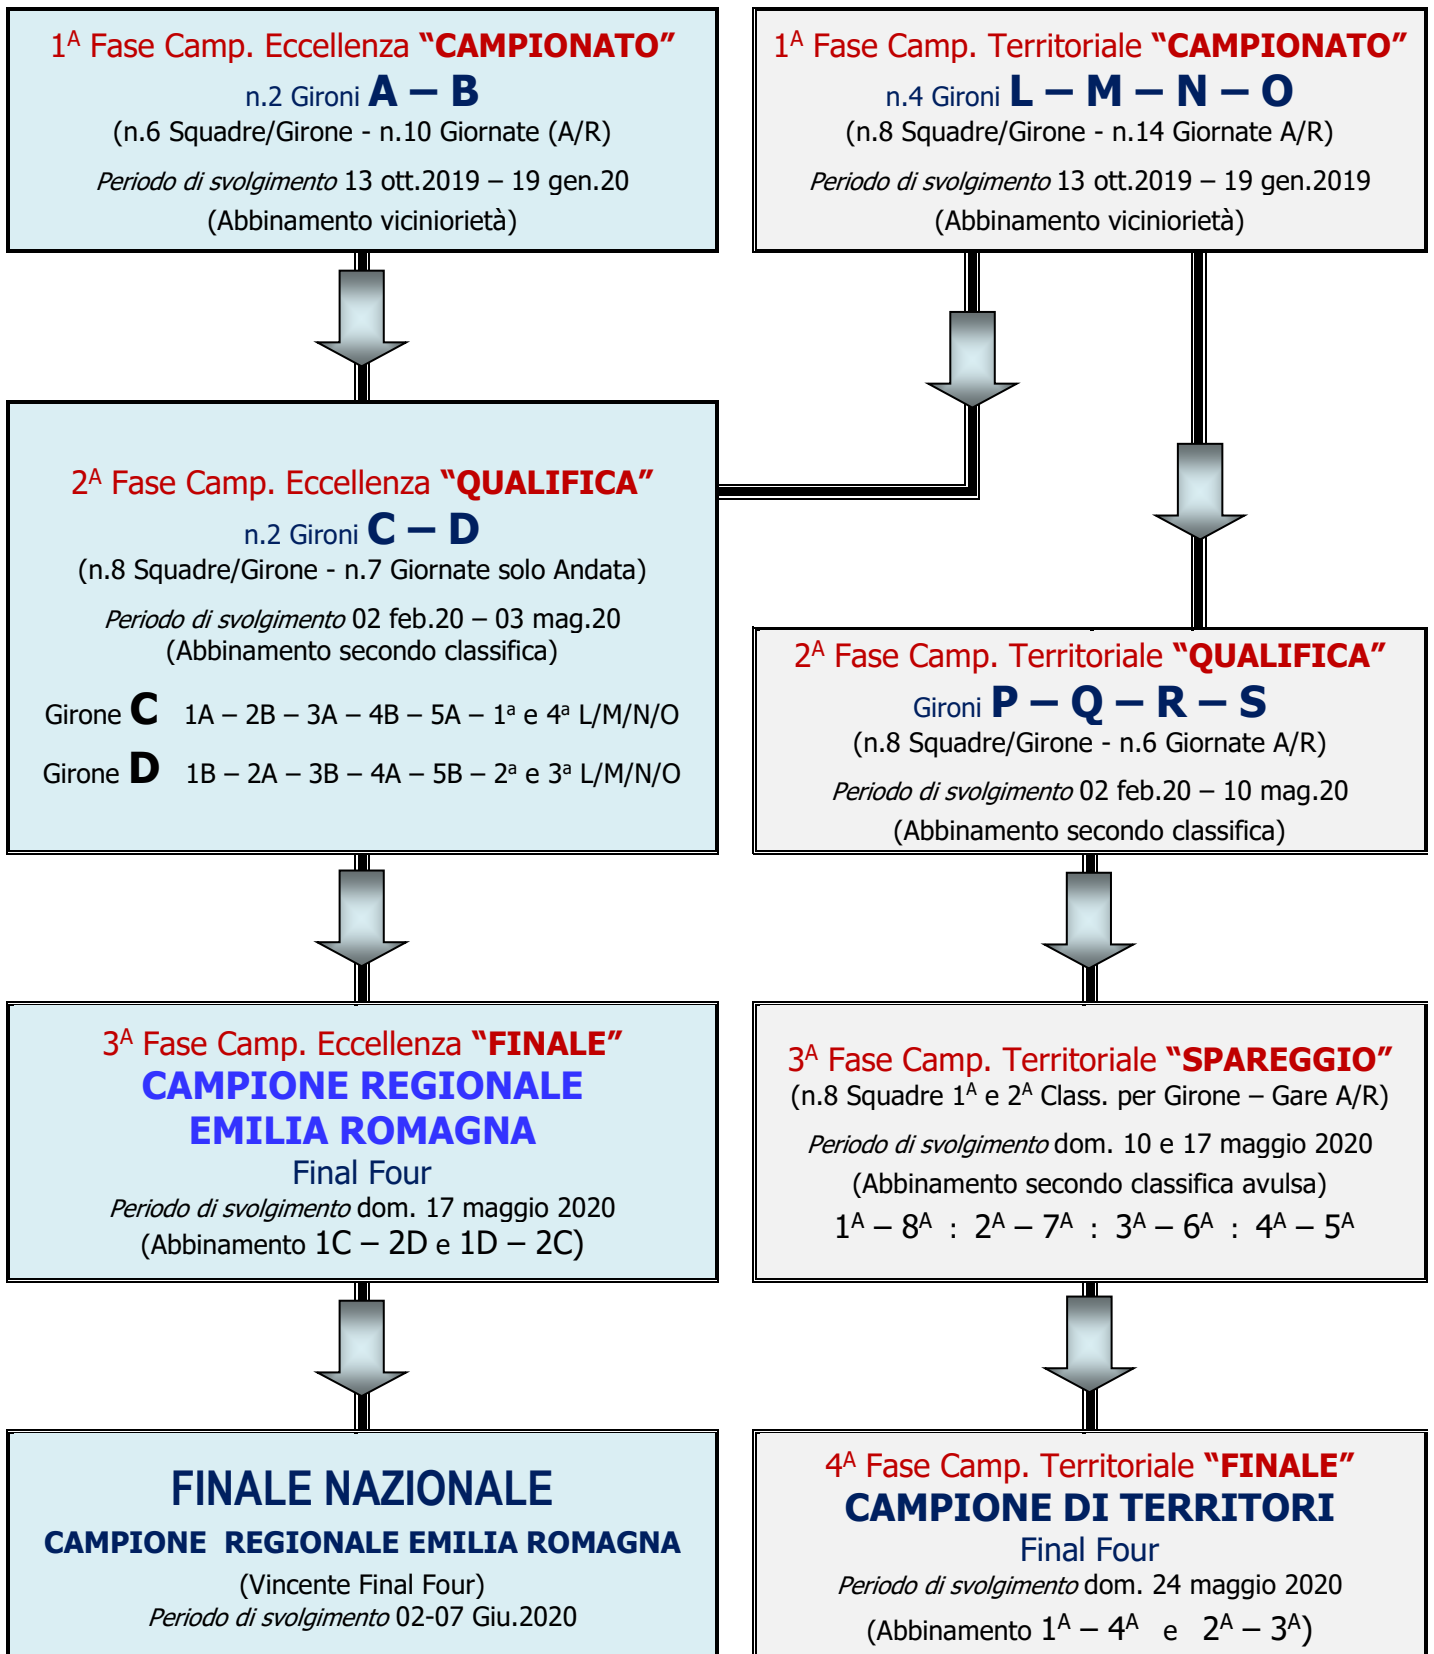 1ᴬ Fase Camp. Eccellenza “CAMPIONATO”
n.2 Gironi A – B
(n.6 Squadre/Girone - n.10 Giornate (A/R)
Periodo di svolgimento 13 ott.2019 – 19 gen.20
(Abbinamento viciniorietà)
1ᴬ Fase Camp. Territoriale “CAMPIONATO”
n.4 Gironi L – M – N – O
(n.8 Squadre/Girone - n.14 Giornate A/R)
Periodo di svolgimento 13 ott.2019 – 19 gen.2019
(Abbinamento viciniorietà)
2ᴬ Fase Camp. Eccellenza “QUALIFICA”
n.2 Gironi C – D
(n.8 Squadre/Girone - n.7 Giornate solo Andata)
Periodo di svolgimento 02 feb.20 – 03 mag.20
(Abbinamento secondo classifica)
Girone C 1A – 2B – 3A – 4B – 5A – 1ª e 4ª L/M/N/O
Girone D 1B – 2A – 3B – 4A – 5B – 2ª e 3ª L/M/N/O
2ᴬ Fase Camp. Territoriale “QUALIFICA”
Gironi P – Q – R – S
(n.8 Squadre/Girone - n.6 Giornate A/R)
Periodo di svolgimento 02 feb.20 – 10 mag.20
(Abbinamento secondo classifica)
3ᴬ Fase Camp. Eccellenza “FINALE”
CAMPIONE REGIONALE
EMILIA ROMAGNA
Final Four
Periodo di svolgimento dom. 17 maggio 2020
(Abbinamento 1C – 2D e 1D – 2C)
3ᴬ Fase Camp. Territoriale “SPAREGGIO”
(n.8 Squadre 1ᴬ e 2ᴬ Class. per Girone – Gare A/R)
Periodo di svolgimento dom. 10 e 17 maggio 2020
(Abbinamento secondo classifica avulsa)
1ᴬ – 8ᴬ : 2ᴬ – 7ᴬ : 3ᴬ – 6ᴬ : 4ᴬ – 5ᴬ
FINALE NAZIONALE
CAMPIONE REGIONALE EMILIA ROMAGNA
(Vincente Final Four)
Periodo di svolgimento 02-07 Giu.2020
4ᴬ Fase Camp. Territoriale “FINALE”
CAMPIONE DI TERRITORI
Final Four
Periodo di svolgimento dom. 24 maggio 2020
(Abbinamento 1ᴬ – 4ᴬ e 2ᴬ – 3ᴬ)